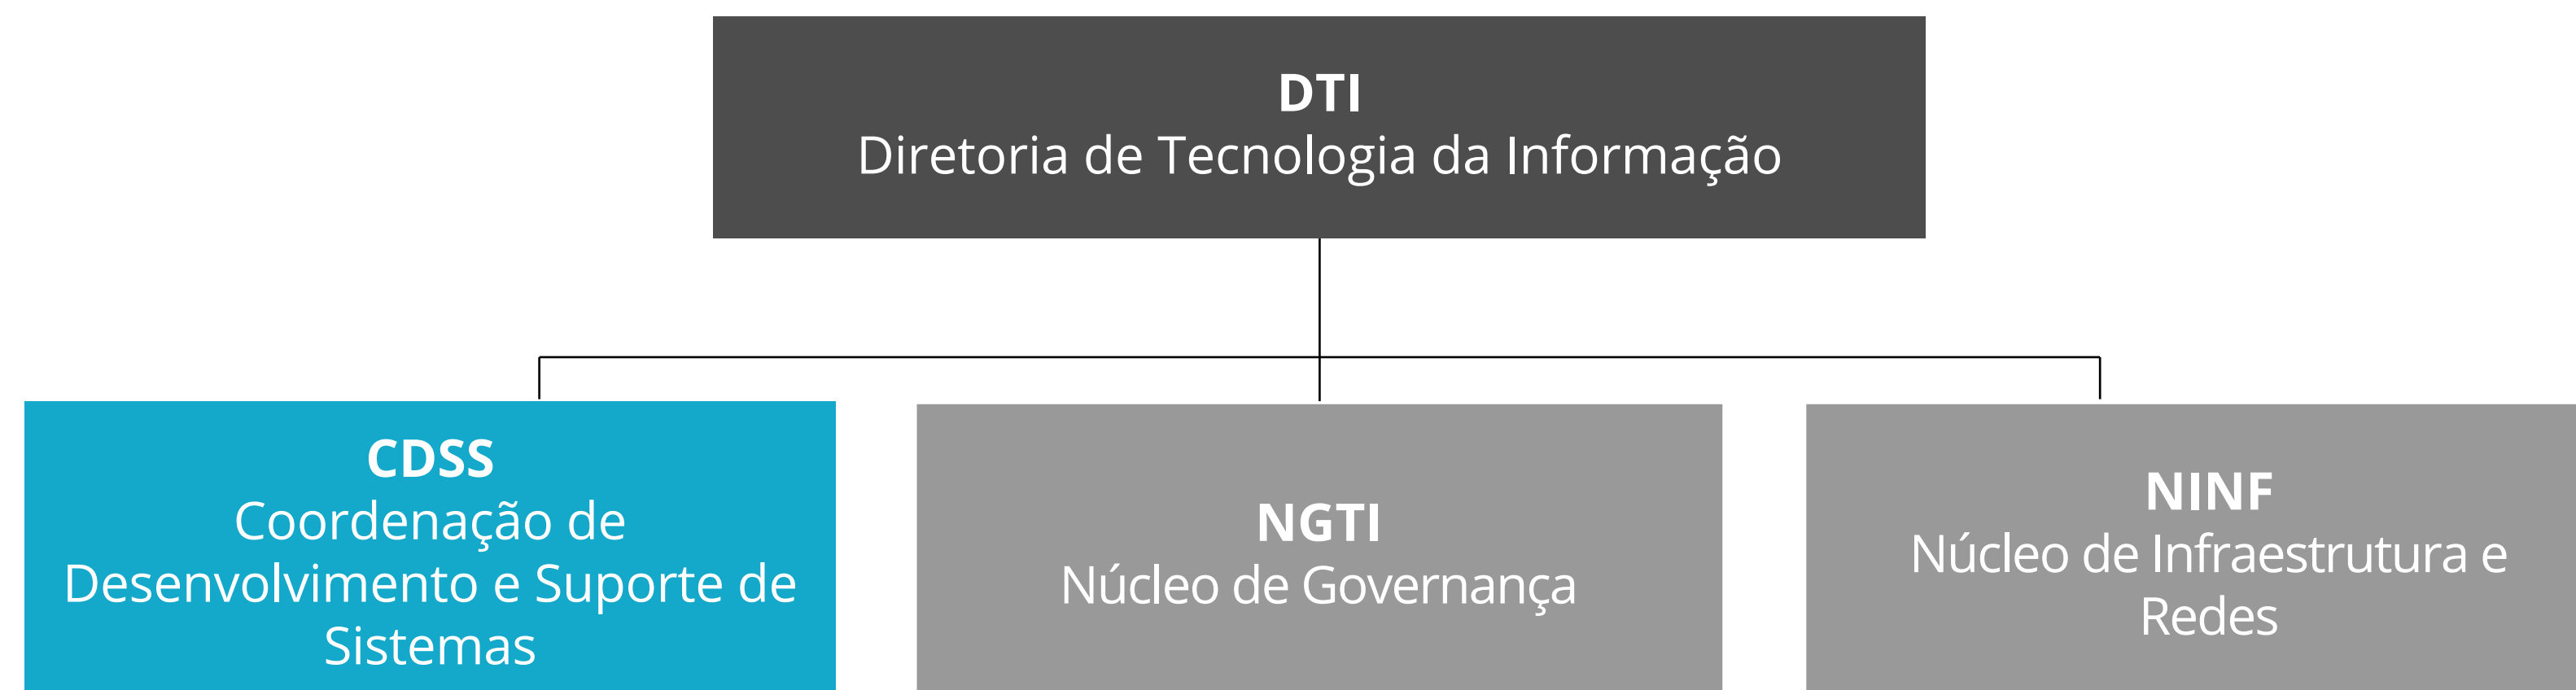 DTI
Diretoria de Tecnologia da Informação
CDSS
Coordenação de
Desenvolvimento e Suporte de
Sistemas
NGTI
Núcleo de Governança
NINF
Núcleo de Infraestrutura e
Redes